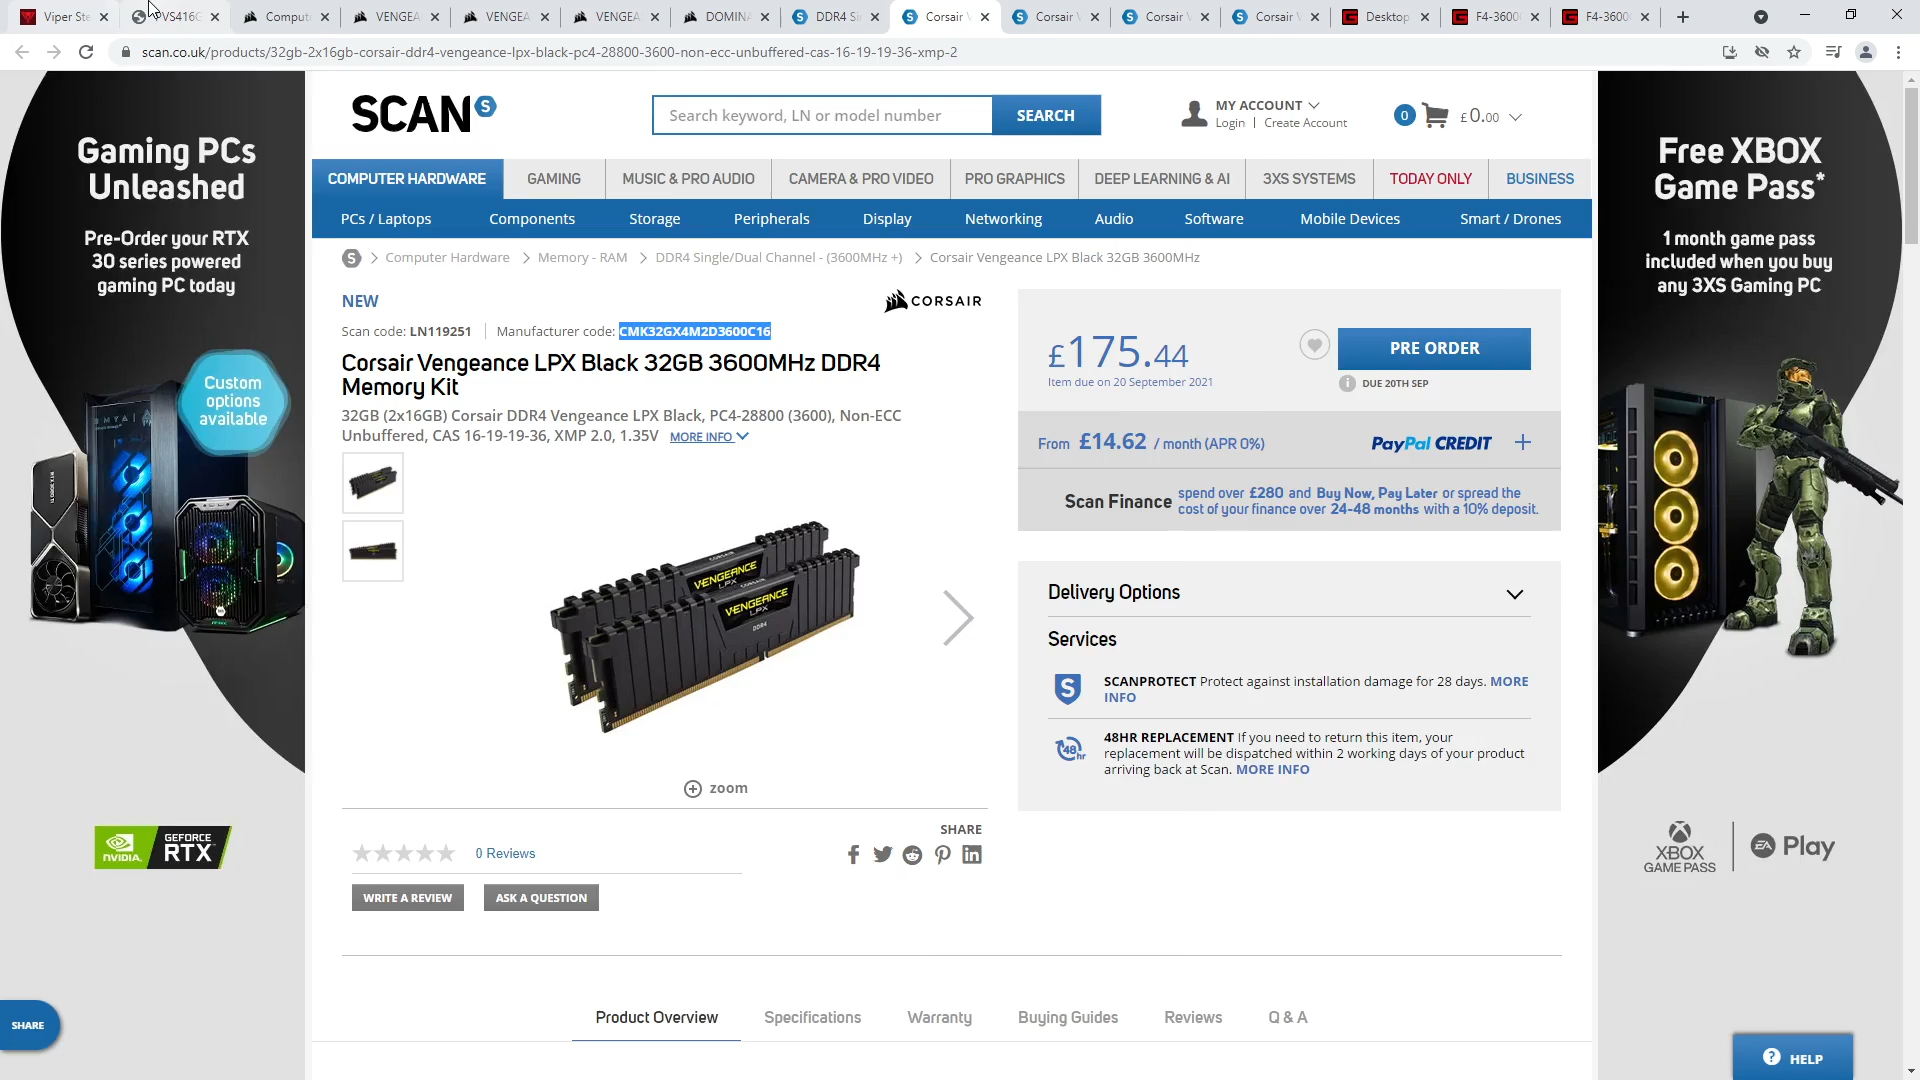 Viper Ste
PVS416G
Comput
VENGEA
VENGEA
VENGEA
DOMINA
DDR4 Sin
Corsair V
Corsair V
Corsair V
Corsair V
Desktop
F4-3600
F4-3600
scan.co.uk/products/32gb-2x16gb-corsair-ddr4-vengeance-lpx-black-pc4-28800-3600-non-ecc-unbuffered-cas-16-19-19-36-xmp-2
Gaming PCs
Unleashed
Pre-Order your RTX
30 series powered
gaming PC today
Custom
options
available
NVIDIA.
GEFORCE
RTX
SHARE
SCAN S
Search keyword, LN or model number
SEARCH
MY ACCOUNT
Login | Create Account
0
£0.00
COMPUTER HARDWARE
GAMING
MUSIC & PRO AUDIO
CAMERA & PRO VIDEO
PRO GRAPHICS
DEEP LEARNING & AI
3XS SYSTEMS
TODAY ONLY
BUSINESS
PCs / Laptops
Components
Storage
Peripherals
Display
Networking
Audio
Software
Mobile Devices
Smart / Drones
S > Computer Hardware > Memory - RAM > DDR4 Single/Dual Channel - (3600MHz +) > Corsair Vengeance LPX Black 32GB 3600MHz
NEW
CORSAIR
Scan code: LN119251 | Manufacturer code: CMK32GX4M2D3600C16
Corsair Vengeance LPX Black 32GB 3600MHz DDR4
Memory Kit
32GB (2x16GB) Corsair DDR4 Vengeance LPX Black, PC4-28800 (3600), Non-ECC
Unbuffered, CAS 16-19-19-36, XMP 2.0, 1.35V MORE INFO
CORSAIR
VENGEANCE
LPX
CORSAIR
VENGEANCE
LPX
DDR4
zoom
SHARE
0 Reviews
WRITE A REVIEW
ASK A QUESTION
£175.44
Item due on 20 September 2021
PRE ORDER
DUE 20TH SEP
From £14.62 / month (APR 0%)
PayPal CREDIT
Scan Finance
spend over £280 and Buy Now, Pay Later or spread the
cost of your finance over 24-48 months with a 10% deposit.
Delivery Options
Services
SCANPROTECT Protect against installation damage for 28 days. MORE
INFO
48hr
48HR REPLACEMENT If you need to return this item, your
replacement will be dispatched within 2 working days of your product
arriving back at Scan. MORE INFO
Product Overview
Specifications
Warranty
Buying Guides
Reviews
Q & A
Free XBOX
Game Pass*
1 month game pass
included when you buy
any 3XS Gaming PC
XBOX
GAME PASS
EA Play
HELP